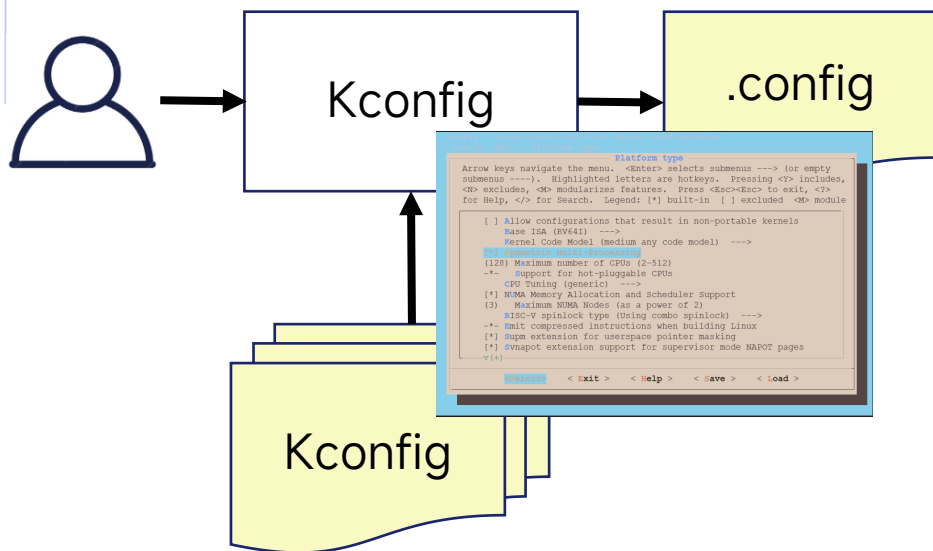 Kconfig
.config
Platform type
Arrow keys navigate the menu.  <Enter> selects submenus ---> (or empty
submenus ----).  Highlighted letters are hotkeys.  Pressing <Y> includes,
<N> excludes, <M> modularizes features.  Press <Esc><Esc> to exit, <?>
for Help, </> for Search.  Legend: [*] built-in  [ ] excluded  <M> module
[ ] Allow configurations that result in non-portable kernels
Base ISA (RV64I)  --->
Kernel Code Model (medium any code model)  --->
[*] Symmetric Multi-Processing
(128) Maximum number of CPUs (2-512)
-*-   Support for hot-pluggable CPUs
CPU Tuning (generic)  --->
[*] NUMA Memory Allocation and Scheduler Support
(3)   Maximum NUMA Nodes (as a power of 2)
RISC-V spinlock type (Using combo spinlock)  --->
-*- Emit compressed instructions when building Linux
[*] Supm extension for userspace pointer masking
[*] Svnapot extension support for supervisor mode NAPOT pages
v(+)
<Select>    < Exit >    < Help >    < Save >    < Load >
Kconfig